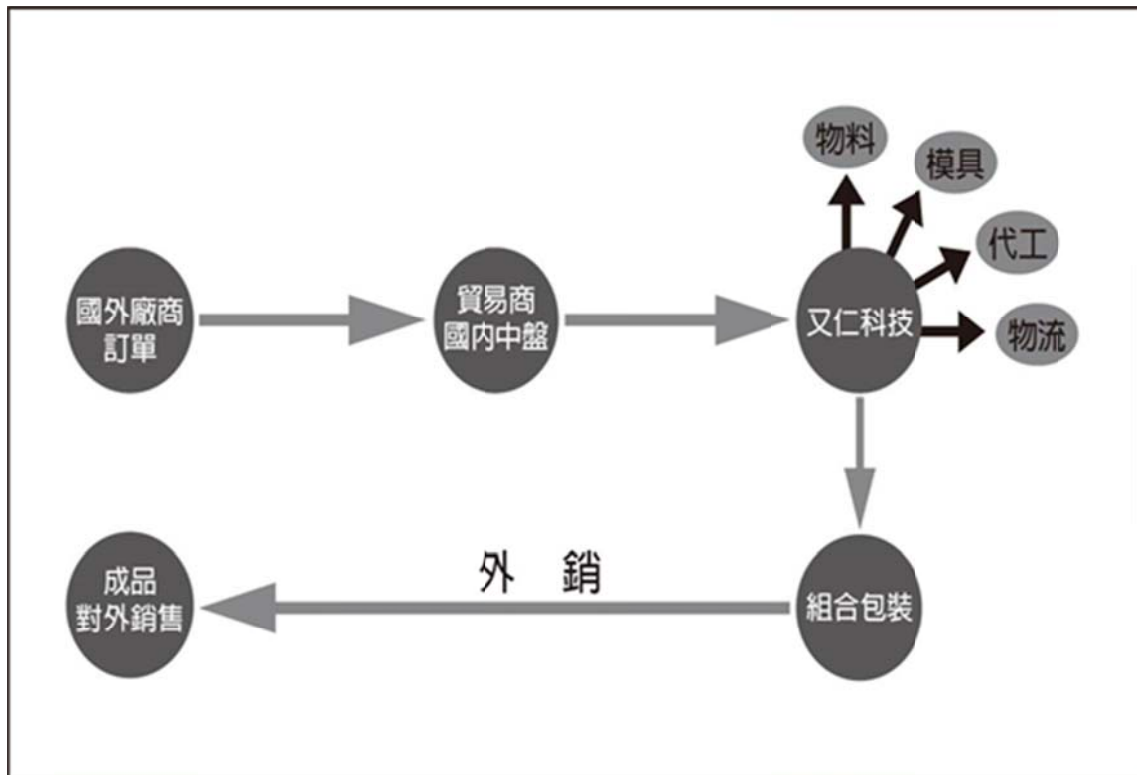 物料
模具
代工
物流
國外廠商
訂單
貿易商
國內中盤
又仁科技
外 銷
成品
對外銷售
組合包裝